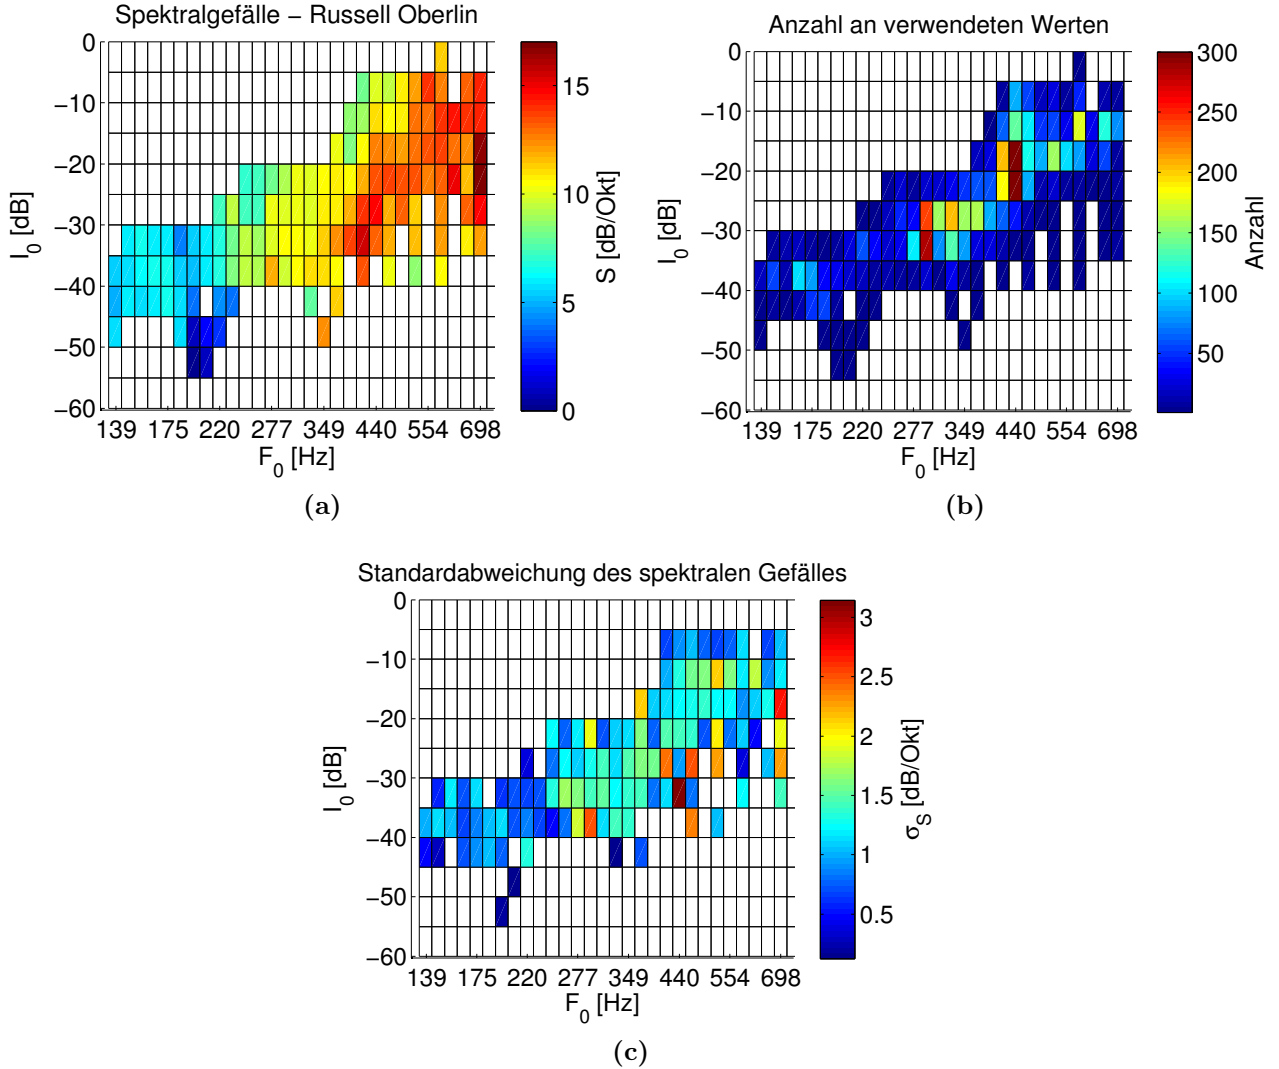 Spektralgefälle – Russell Oberlin
0
−10
−20
−30
−40
−50
−60
I0 [dB]
139 175 220 277 349 440 554 698
F0 [Hz]
15
10
5
0
S [dB/Okt]
(a)
Anzahl an verwendeten Werten
0
−10
−20
−30
−40
−50
−60
I0 [dB]
139 175 220 277 349 440 554 698
F0 [Hz]
300
250
200
150
100
50
Anzahl
(b)
Standardabweichung des spektralen Gefälles
0
−10
−20
−30
−40
−50
−60
I0 [dB]
139 175 220 277 349 440 554 698
F0 [Hz]
3
2.5
2
1.5
1
0.5
σS [dB/Okt]
(c)